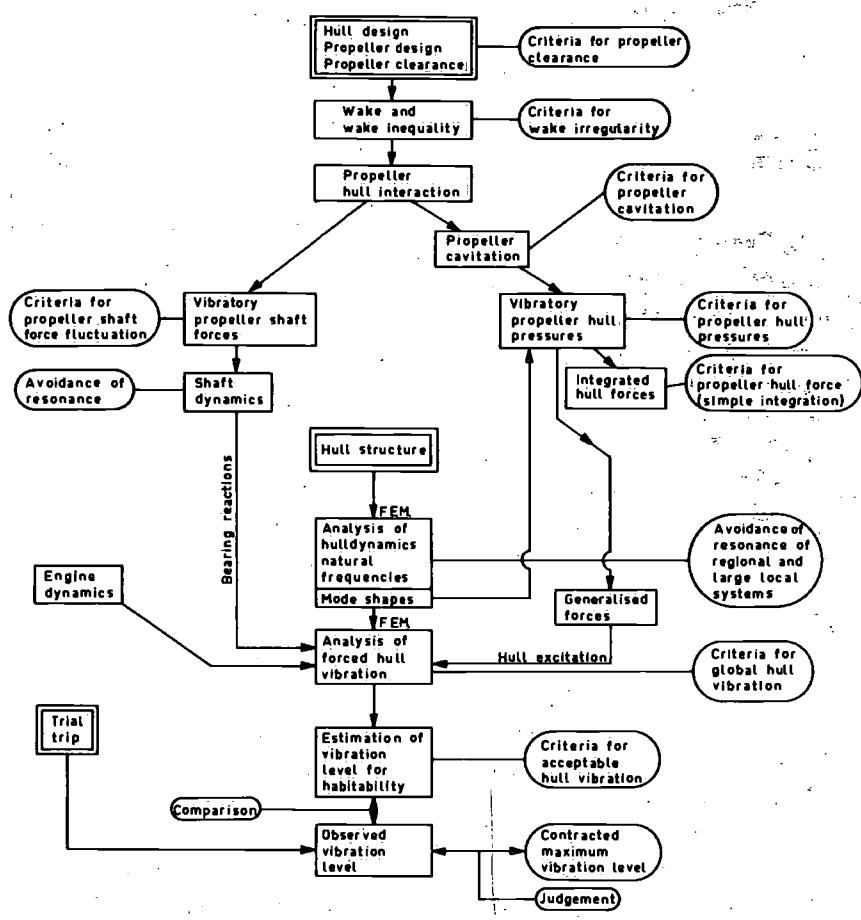 Hull design
Propeller design
Propeller clearance
Criteria for propeller
clearance
Wake and
wake inequality
Criteria for
wake irregularity
Propeller
hull interaction
Criteria for
propeller
cavitation
Propeller
cavitation
Criteria for
propeller shaft
force fluctuation
Vibratory
propeller shaft
forces
Vibratory
propeller hull
pressures
Criteria for
propeller hull
pressures
Avoidance of
resonance
Shaft
dynamics
Integrated
hull forces
Criteria for
propeller hull force
(simple integration)
Hull structure
Bearing reactions
FEM
Analysis of
hulldynamics
natural
frequencies
Avoidance of
resonance of
regional and
large local
systems
Engine
dynamics
Mode shapes
Generalised
forces
FEM
Analysis of
forced hull
vibration
Hull excitation
Criteria for
global hull
vibration
Trial
trip
Estimation of
vibration
level for
habitability
Criteria for
acceptable
hull vibration
Comparison
Observed
vibration
level
Contracted
maximum
vibration level
Judgement